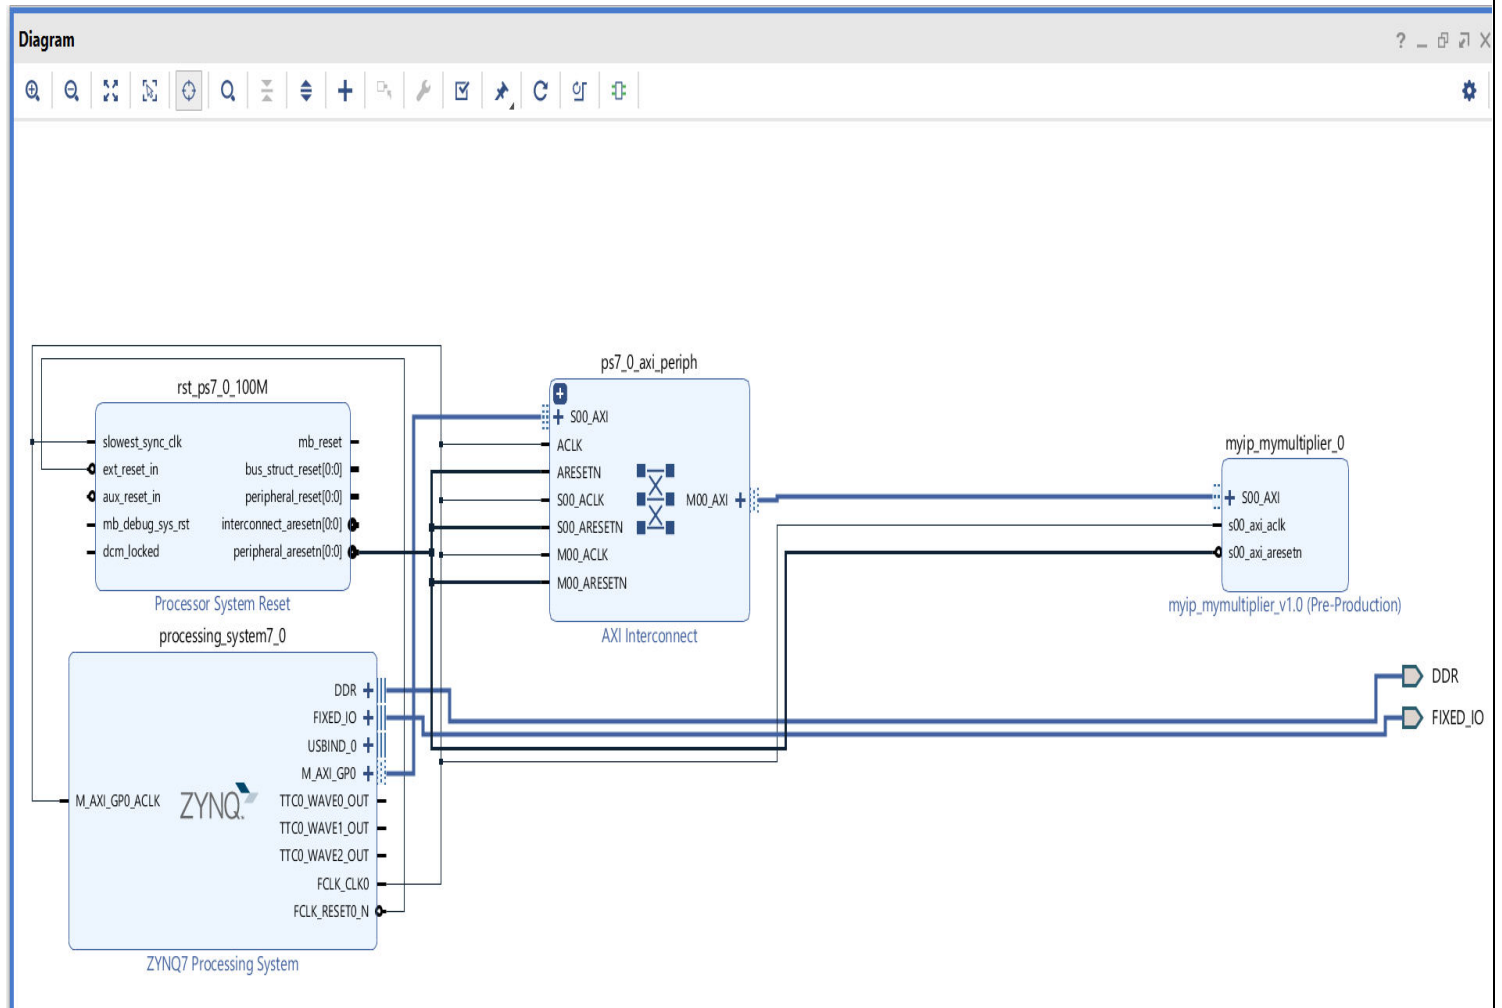 Diagram
rst_ps7_0_100M
slowest_sync_clk
ext_reset_in
aux_reset_in
mb_debug_sys_rst
dcm_locked
mb_reset
bus_struct_reset[0:0]
peripheral_reset[0:0]
interconnect_aresetn[0:0]
peripheral_aresetn[0:0]
Processor System Reset
processing_system7_0
M_AXI_GP0_ACLK
ZYNQ
DDR
FIXED_IO
USBIND_0
M_AXI_GP0
TTC0_WAVE0_OUT
TTC0_WAVE1_OUT
TTC0_WAVE2_OUT
FCLK_CLK0
FCLK_RESET0_N
ZYNQ7 Processing System
ps7_0_axi_periph
S00_AXI
ACLK
ARESETN
S00_ACLK
S00_ARESETN
M00_ACLK
M00_ARESETN
M00_AXI
AXI Interconnect
myip_mymultiplier_0
S00_AXI
s00_axi_aclk
s00_axi_aresetn
myip_mymultiplier_v1.0 (Pre-Production)
DDR
FIXED_IO